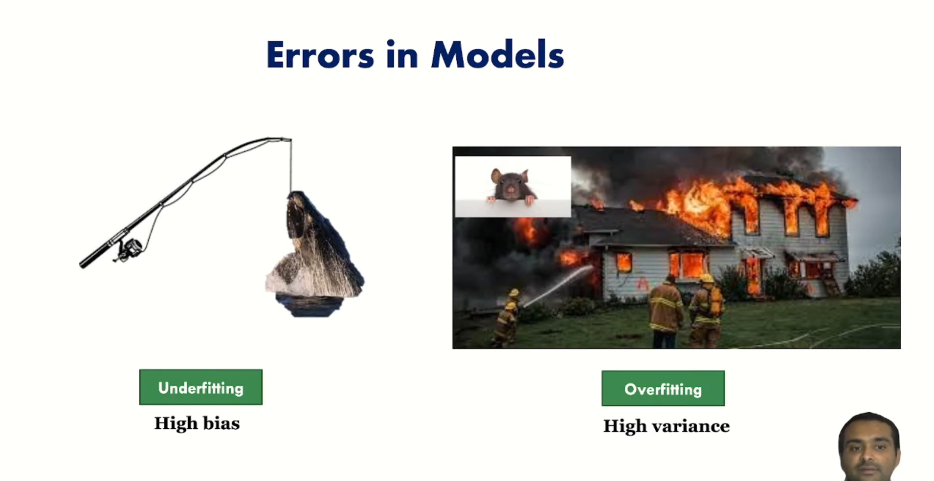 Errors in Models
Underfitting
High bias
Overfitting
High variance